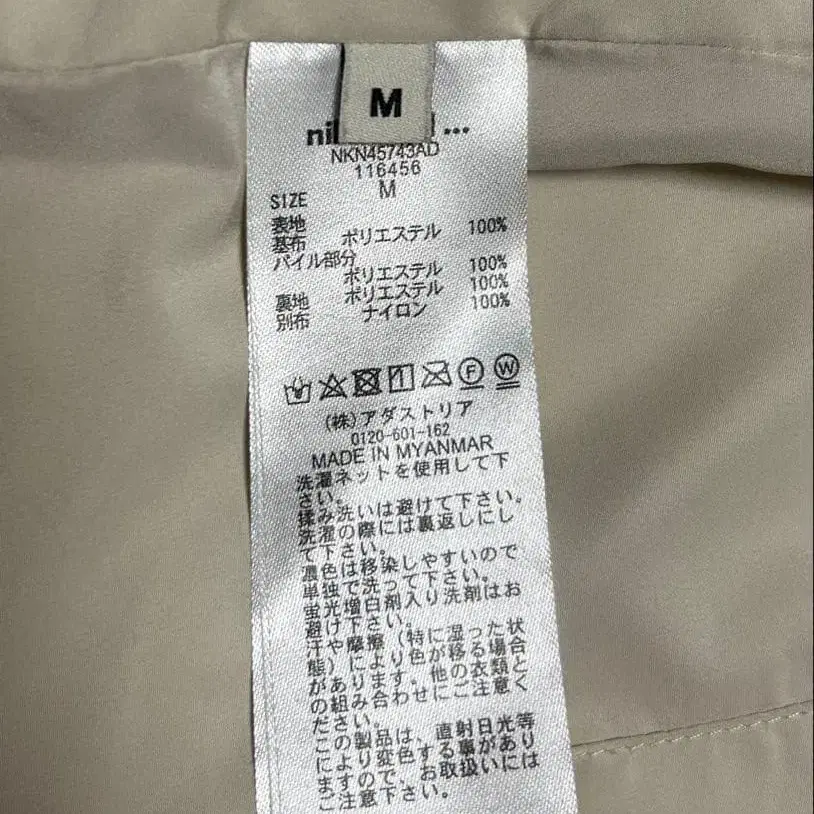 M
nil ...
NKN45743AD
116456
M
SIZE
表地
基布 ポリエステル 100%
パイル部分
ポリエステル 100%
裏地 ポリエステル 100%
別布 ナイロン 100%
F W
(株)アダストリア
0120-601-162
MADE IN MYANMAR
洗濯ネットを使用して下
さい。
揉み洗いは避けて下さい。
洗濯の際には裏返しにし
て下さい。
濃色は移染しやすいので
単独で洗って下さい。
蛍光増白剤入り洗剤はお
避け下さい。
汗や摩擦（特に湿った状
態）により色が移る場合
があります。他の衣類と
の組み合わせにご注意く
ださい。
この製品は、直射日光等
により変色する事があり
ますので、お取扱いには
ご注意下さい。